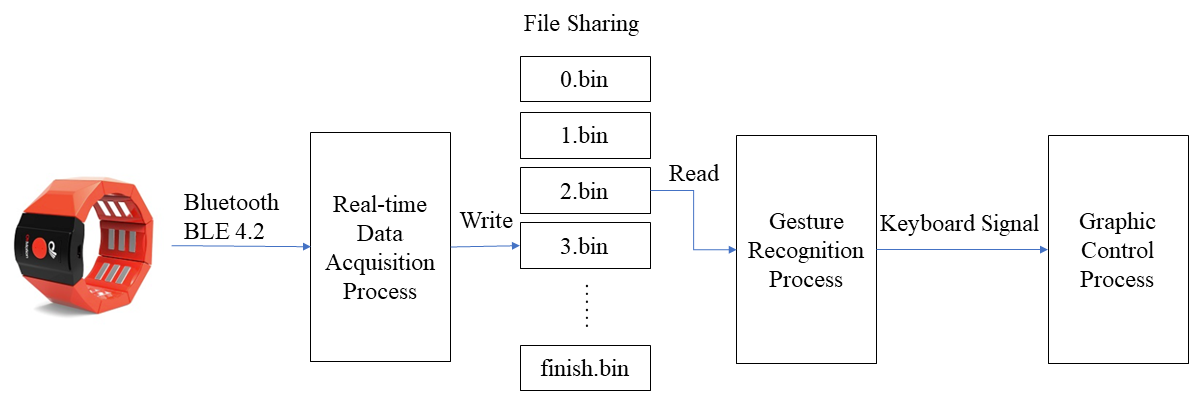 File Sharing
0.bin
1.bin
2.bin
3.bin
finish.bin
Bluetooth
BLE 4.2
Real-time
Data
Acquisition
Process
Write
Read
Gesture
Recognition
Process
Keyboard Signal
Graphic
Control
Process